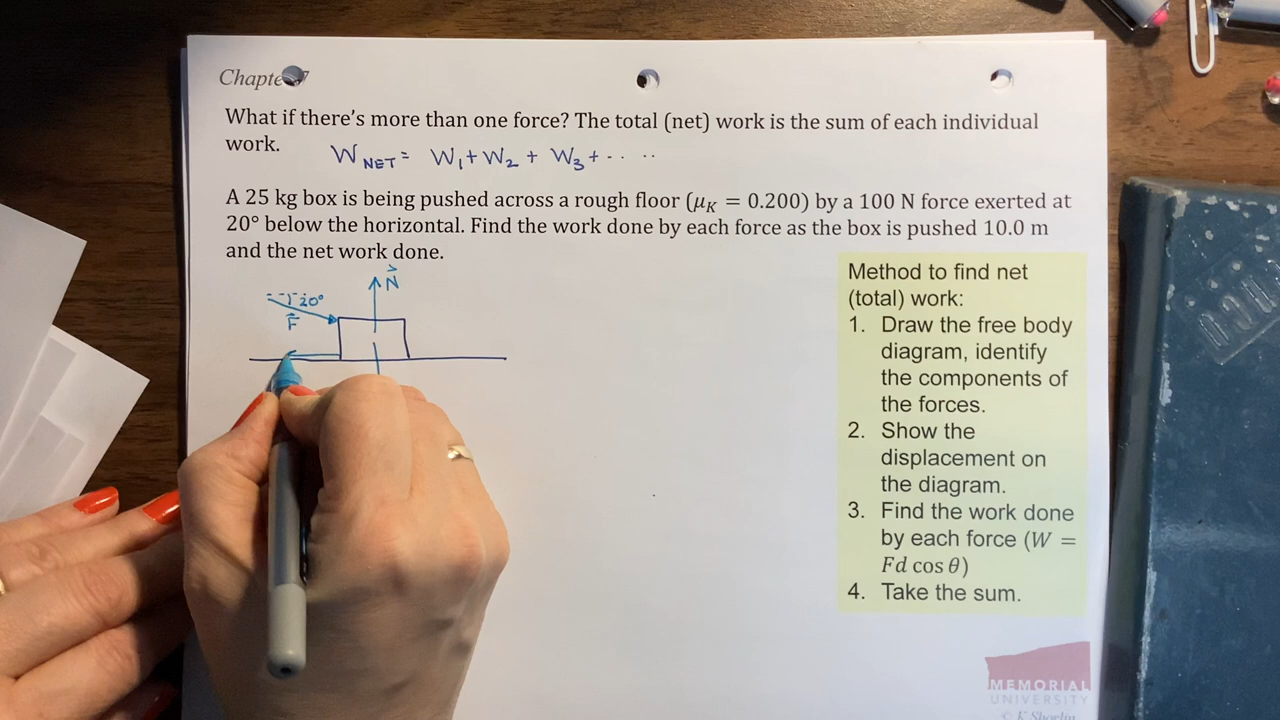 Chapte 7
What if there's more than one force? The total (net) work is the sum of each individual
work.
W NET = W₁ + W₂ + W₃ + · · · ·
A 25 kg box is being pushed across a rough floor (μ_K = 0.200) by a 100 N force exerted at
20° below the horizontal. Find the work done by each force as the box is pushed 10.0 m
and the net work done.
N⃗
20°
F⃗
Method to find net
(total) work:
1. Draw the free body
diagram, identify
the components of
the forces.
2. Show the
displacement on
the diagram.
3. Find the work done
by each force (W =
Fd cos θ)
4. Take the sum.
MEMORIAL
UNIVERSITY